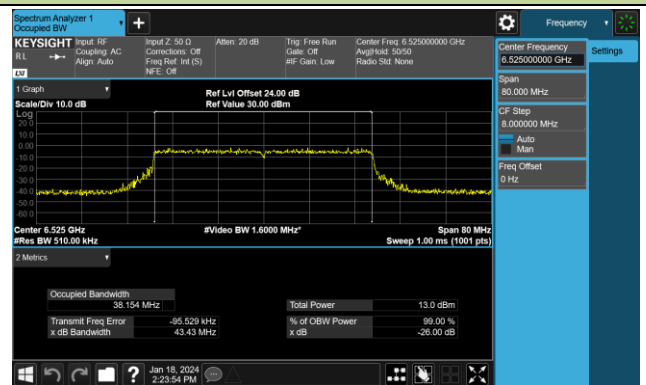 Spectrum Analyzer 1
Occupied BW
Frequency
KEYSIGHT
Input: RF
Input Z: 50 Ω
Atten: 20 dB
Trig: Free Run
Center Freq: 6.525000000 GHz
R L
Coupling: AC
Corrections: Off
Gate: Off
Avg|Hold: 50/50
Align: Auto
Freq Ref: Int (S)
#IF Gain: Low
Radio Std: None
LXI
NFE: Off
Center Frequency
6.525000000 GHz
Settings
Span
80.000 MHz
CF Step
8.000000 MHz
Auto
Man
Freq Offset
0 Hz
1 Graph
Ref Lvl Offset 24.00 dB
Scale/Div 10.0 dB
Ref Value 30.00 dBm
Log
20.0
10.0
0.00
-10.0
-20.0
-30.0
-40.0
-50.0
-60.0
Center 6.525 GHz
#Video BW 1.6000 MHz*
Span 80 MHz
#Res BW 510.00 kHz
Sweep 1.00 ms (1001 pts)
2 Metrics
Occupied Bandwidth
38.154 MHz
Total Power
13.0 dBm
Transmit Freq Error
-95.529 kHz
% of OBW Power
99.00 %
x dB Bandwidth
43.43 MHz
x dB
-26.00 dB
?
Jan 18, 2024
2:23:54 PM